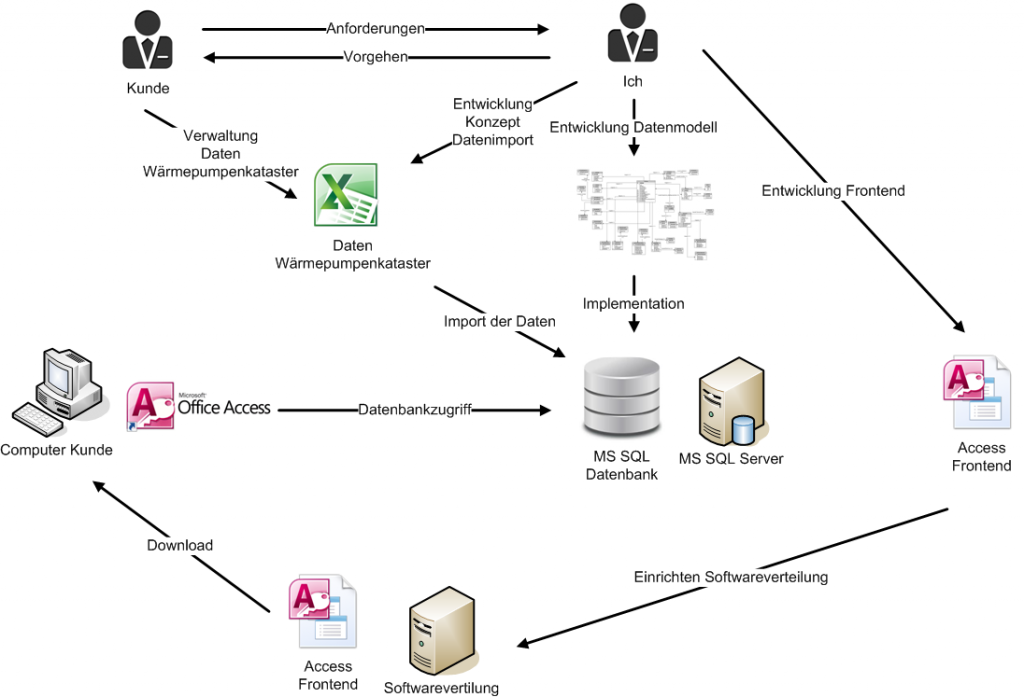 Anforderungen
Vorgehen
Kunde
Ich
Entwicklung
Konzept
Datenimport
Entwicklung Datenmodell
Verwaltung
Daten
Wärmepumpenkataster
Entwicklung Frontend
Daten
Wärmepumpenkataster
Implementation
Import der Daten
Microsoft
Office Access
Datenbankzugriff
Computer Kunde
MS SQL
Datenbank
MS SQL Server
Access
Frontend
Download
Einrichten Softwareverteilung
Access
Frontend
Softwarevertilung